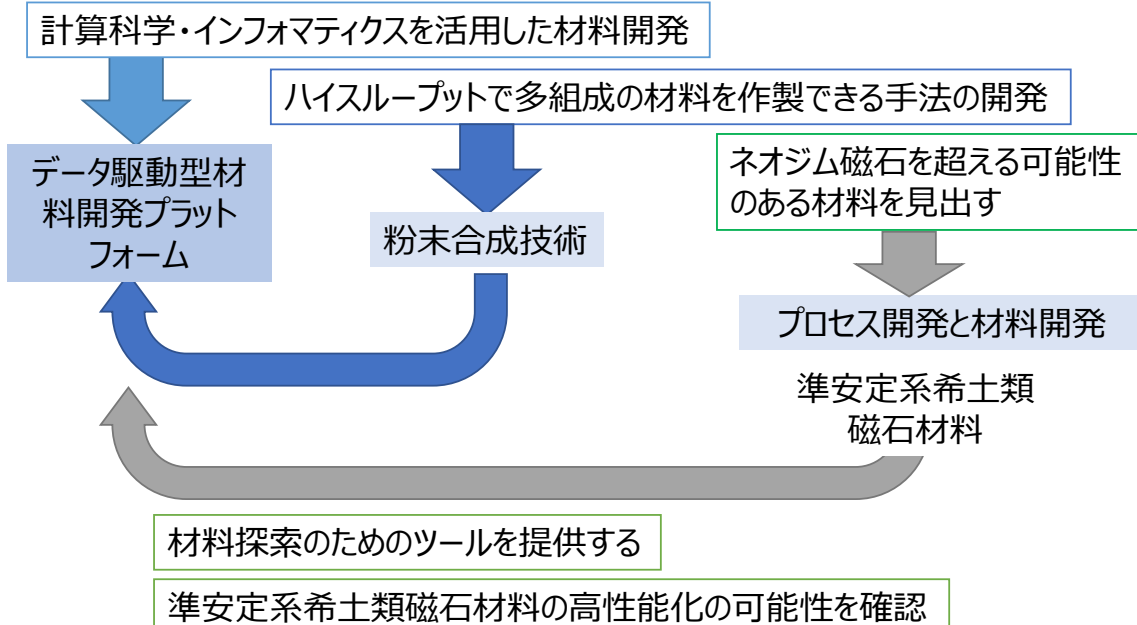 計算科学・インフォマティクスを活用した材料開発
ハイスループットで多組成の材料を作製できる手法の開発
ネオジム磁石を超える可能性
のある材料を見出す
データ駆動型材
料開発プラット
フォーム
粉末合成技術
プロセス開発と材料開発
準安定系希土類
磁石材料
材料探索のためのツールを提供する
準安定系希土類磁石材料の高性能化の可能性を確認